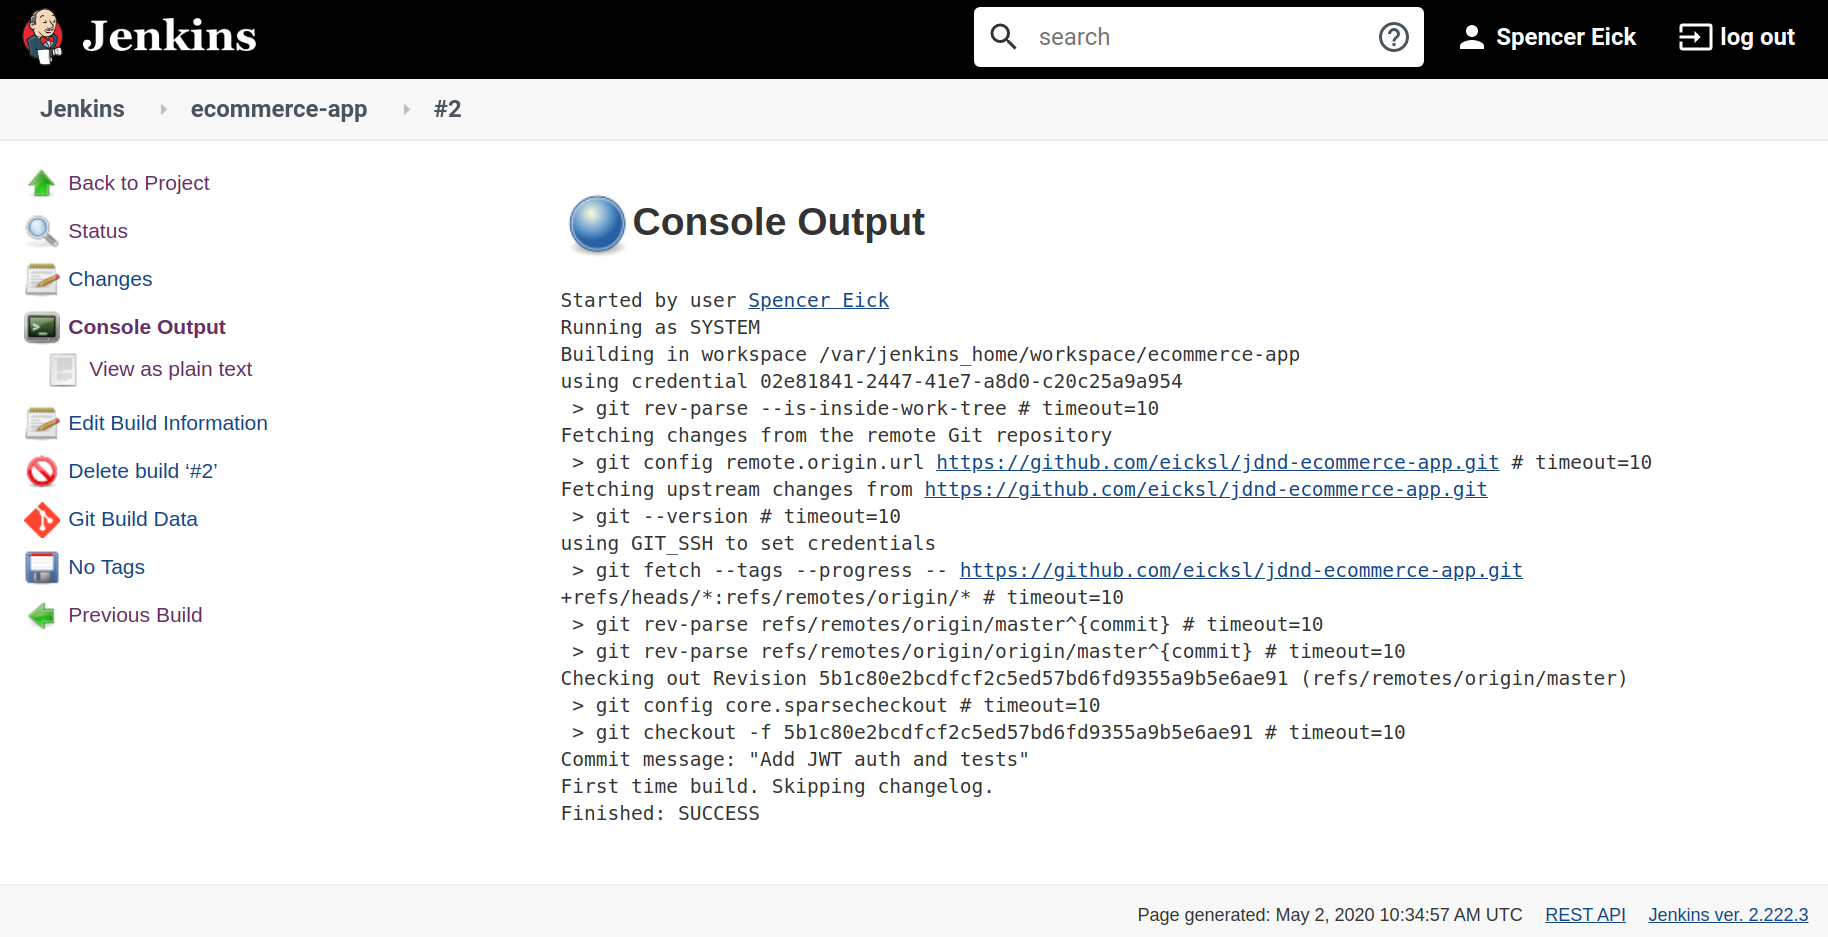 Jenkins
search
Spencer Eick
log out
Jenkins
ecommerce-app
#2
Back to Project
Status
Changes
Console Output
View as plain text
Edit Build Information
Delete build ‘#2’
Git Build Data
No Tags
Previous Build
Console Output
Started by user Spencer Eick
Running as SYSTEM
Building in workspace /var/jenkins_home/workspace/ecommerce-app
using credential 02e81841-2447-41e7-a8d0-c20c25a9a954
 > git rev-parse --is-inside-work-tree # timeout=10
Fetching changes from the remote Git repository
 > git config remote.origin.url https://github.com/eicksl/jdnd-ecommerce-app.git # timeout=10
Fetching upstream changes from https://github.com/eicksl/jdnd-ecommerce-app.git
 > git --version # timeout=10
using GIT_SSH to set credentials
 > git fetch --tags --progress -- https://github.com/eicksl/jdnd-ecommerce-app.git
+refs/heads/*:refs/remotes/origin/* # timeout=10
 > git rev-parse refs/remotes/origin/master^{commit} # timeout=10
 > git rev-parse refs/remotes/origin/origin/master^{commit} # timeout=10
Checking out Revision 5b1c80e2bcdfcf2c5ed57bd6fd9355a9b5e6ae91 (refs/remotes/origin/master)
 > git config core.sparsecheckout # timeout=10
 > git checkout -f 5b1c80e2bcdfcf2c5ed57bd6fd9355a9b5e6ae91 # timeout=10
Commit message: "Add JWT auth and tests"
First time build. Skipping changelog.
Finished: SUCCESS
Page generated: May 2, 2020 10:34:57 AM UTC
REST API
Jenkins ver. 2.222.3